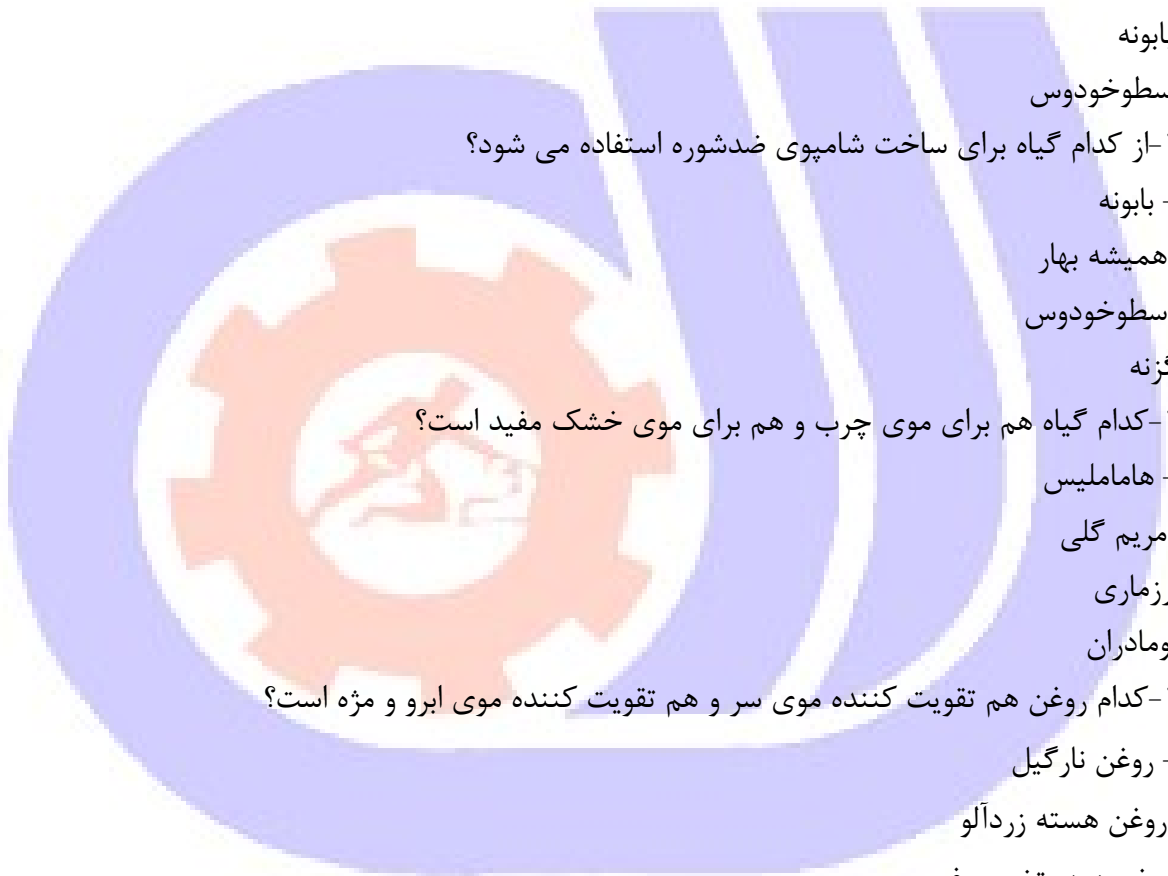 بابونه
اسطوخودوس
-از کدام گیاه برای ساخت شامپوی ضدشوره استفاده می شود؟
- بابونه
همیشه بهار
اسطوخودوس
گزنه
-کدام گیاه هم برای موی چرب و هم برای موی خشک مفید است؟
- هاماملیس
مریم گلی
رزماری
بومادران
-کدام روغن هم تقویت کننده موی سر و هم تقویت کننده موی ابرو و مژه است؟
- روغن نارگیل
روغن هسته زردآلو